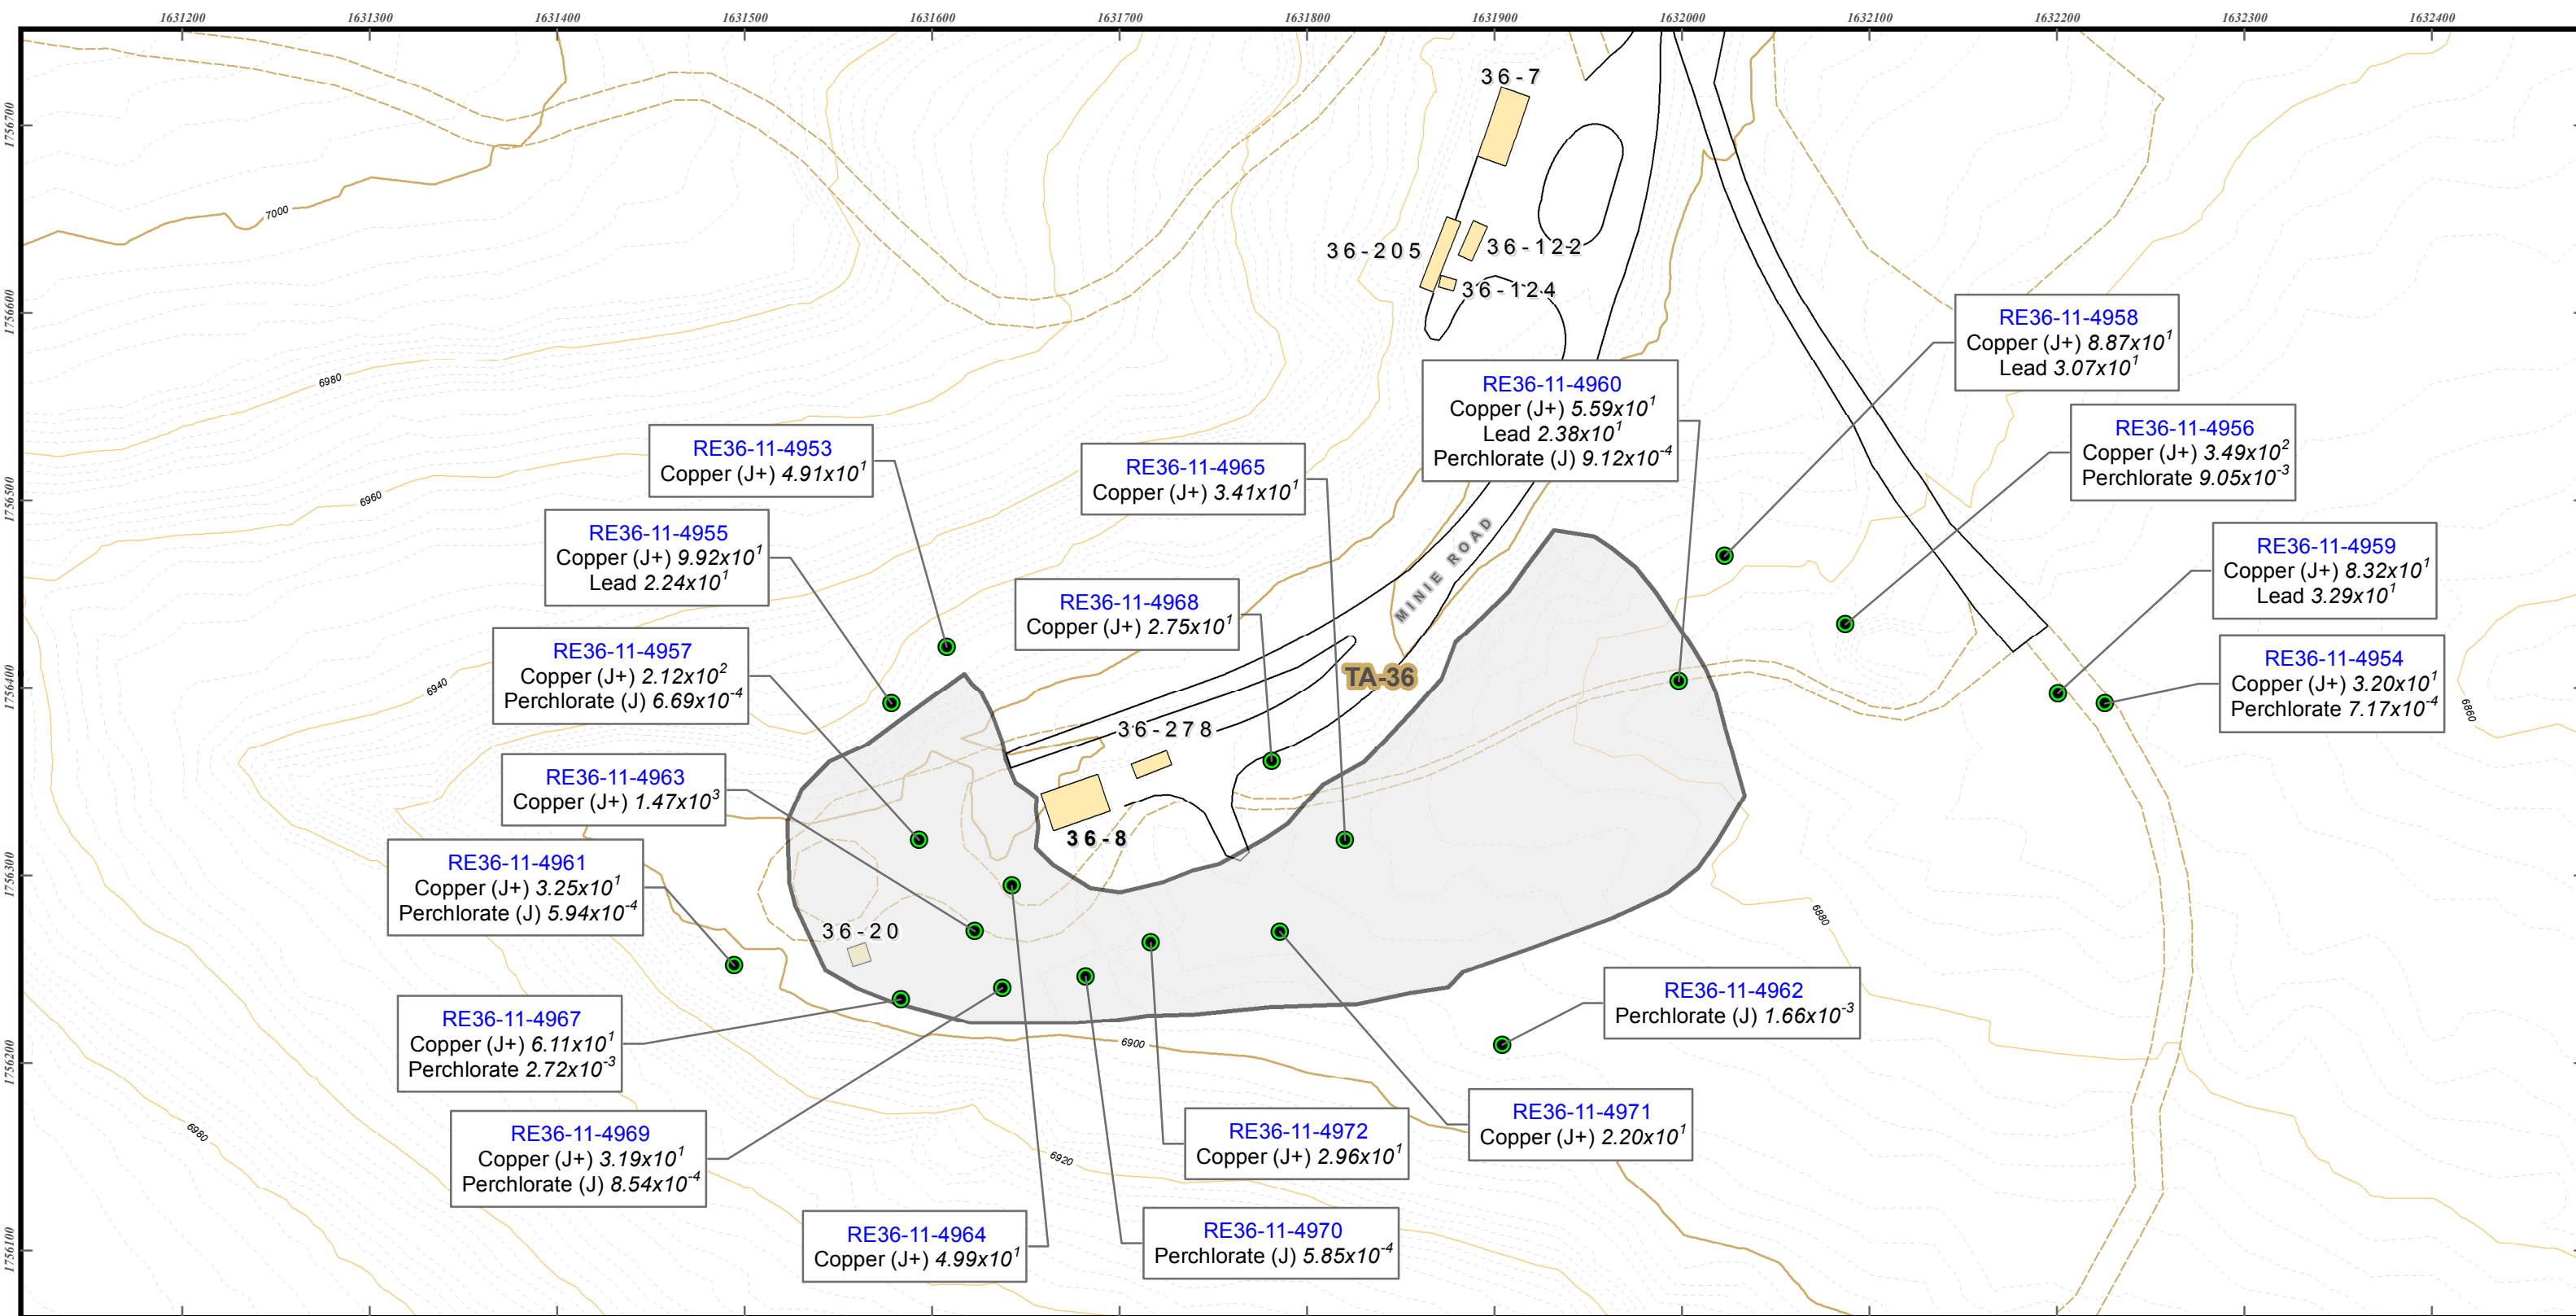 1631200 1631300 1631400 1631500 1631600 1631700 1631800 1631900 1632000 1632100 1632200 1632300 1632400
1756700
1756600
1756500
1756400
1756300
1756200
1756100
36-7
36-205
36-122
36-124
7000
6980
6960
6940
RE36-11-4958
Copper (J+) 8.87x10¹
Lead 3.07x10¹
RE36-11-4960
Copper (J+) 5.59x10¹
Lead 2.38x10¹
Perchlorate (J) 9.12x10⁻⁴
RE36-11-4956
Copper (J+) 3.49x10²
Perchlorate 9.05x10⁻³
RE36-11-4953
Copper (J+) 4.91x10¹
RE36-11-4965
Copper (J+) 3.41x10¹
RE36-11-4955
Copper (J+) 9.92x10¹
Lead 2.24x10¹
RE36-11-4959
Copper (J+) 8.32x10¹
Lead 3.29x10¹
MINIE ROAD
RE36-11-4968
Copper (J+) 2.75x10¹
RE36-11-4957
Copper (J+) 2.12x10²
Perchlorate (J) 6.69x10⁻⁴
RE36-11-4954
Copper (J+) 3.20x10¹
Perchlorate 7.17x10⁻⁴
TA-36
6860
36-278
RE36-11-4963
Copper (J+) 1.47x10³
36-8
RE36-11-4961
Copper (J+) 3.25x10¹
Perchlorate (J) 5.94x10⁻⁴
36-20
6880
RE36-11-4962
Perchlorate (J) 1.66x10⁻³
RE36-11-4967
Copper (J+) 6.11x10¹
Perchlorate 2.72x10⁻³
6900
6980
RE36-11-4969
Copper (J+) 3.19x10¹
Perchlorate (J) 8.54x10⁻⁴
6920
RE36-11-4972
Copper (J+) 2.96x10¹
RE36-11-4971
Copper (J+) 2.20x10¹
RE36-11-4964
Copper (J+) 4.99x10¹
RE36-11-4970
Perchlorate (J) 5.85x10⁻⁴